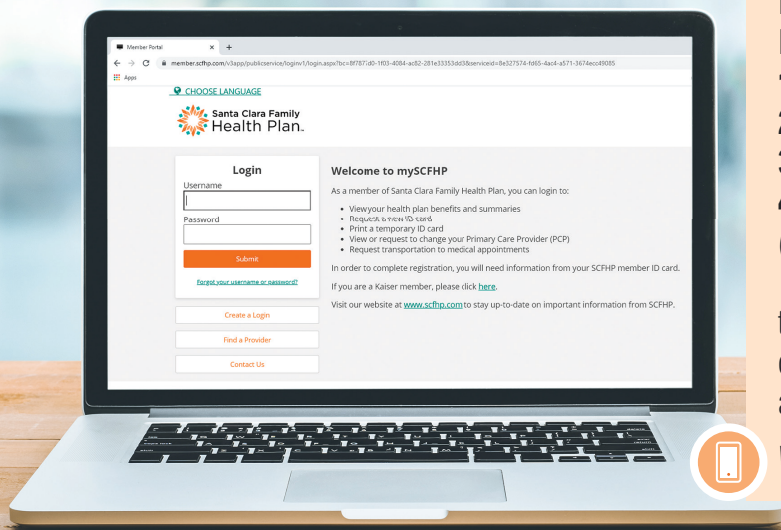 Member Portal
member.scfhp.com/v3app/publicservice/loginv1/login.aspx?bc=8f7871d0-1f03-4084-ac82-281e33353dd3&serviceid=8e327574-fd65-4ac4-a571-3674ecc49085
Apps
CHOOSE LANGUAGE
Santa Clara Family
Health Plan.
Login
Username
Password
Submit
Forgot your username or password?
Create a Login
Find a Provider
Contact Us
Welcome to mySCFHP
As a member of Santa Clara Family Health Plan, you can login to:
• View your health plan benefits and summaries
• Request a new ID card
• Print a temporary ID card
• View or request to change your Primary Care Provider (PCP)
• Request transportation to medical appointments
In order to complete registration, you will need information from your SCFHP member ID card.
If you are a Kaiser member, please click here.
Visit our website at www.scfhp.com to stay up-to-date on important information from SCFHP.